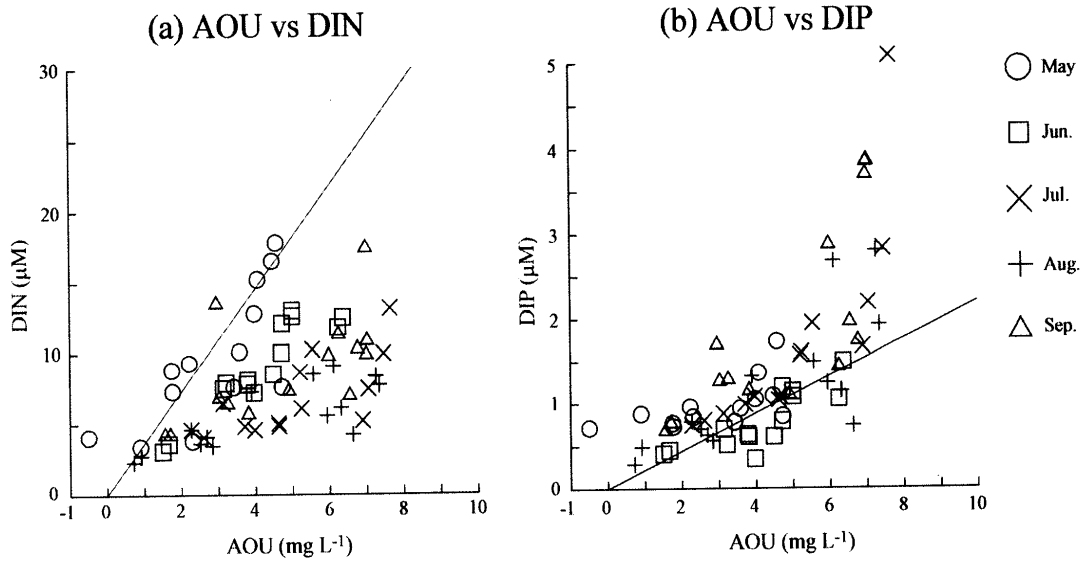 (a) AOU vs DIN
(b) AOU vs DIP
30
20
10
0
DIN (μM)
-1 0 2 4 6 8 10
AOU (mg L-1)
5
4
3
2
1
0
DIP (μM)
-1 0 2 4 6 8 10
AOU (mg L-1)
May
Jun.
Jul.
Aug.
Sep.